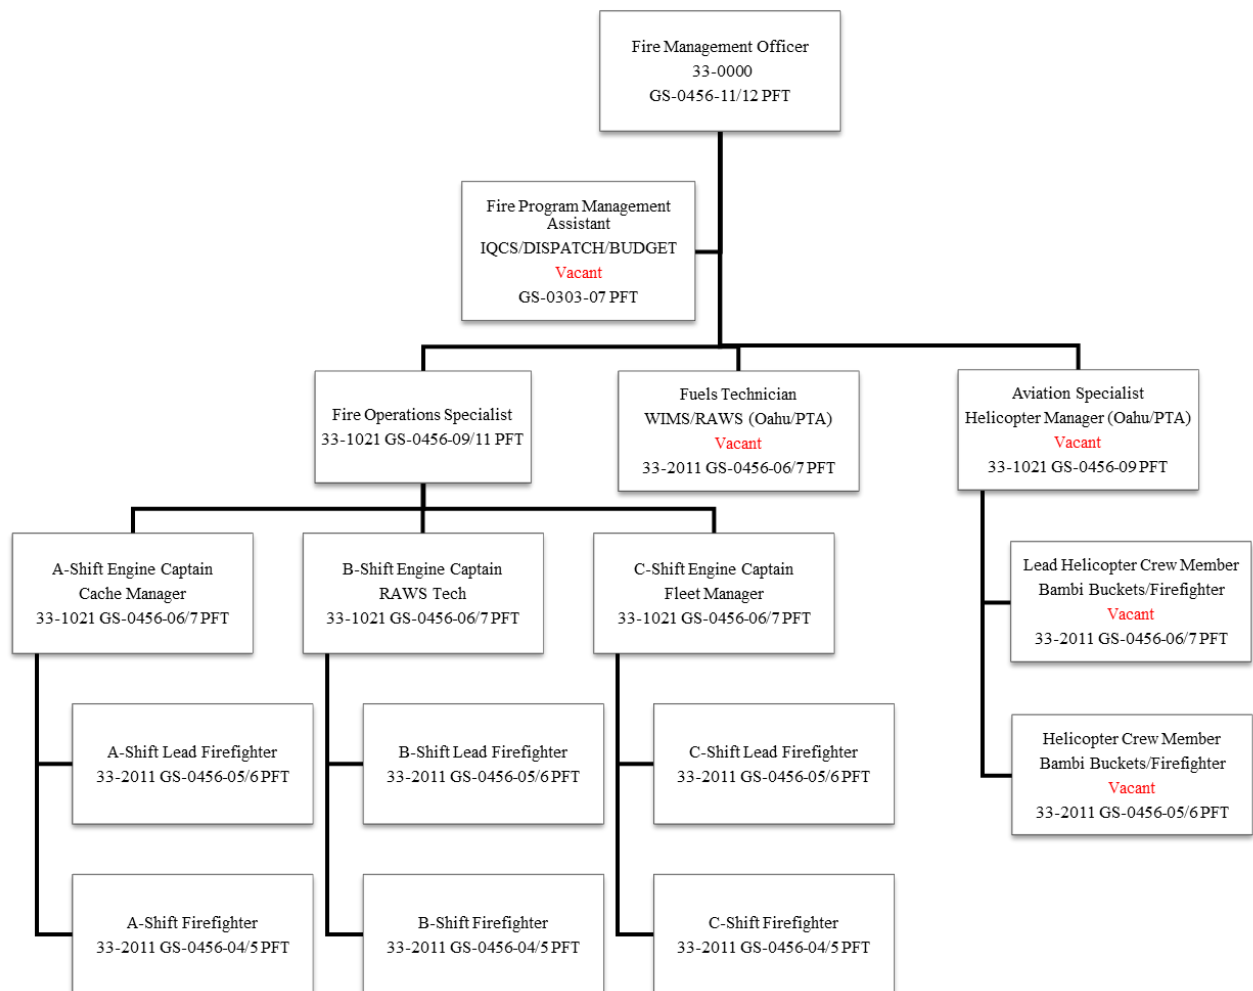 Fire Management Officer
33-0000
GS-0456-11/12 PFT
Fire Program Management
Assistant
IQCS/DISPATCH/BUDGET
Vacant
GS-0303-07 PFT
Fire Operations Specialist
33-1021 GS-0456-09/11 PFT
Fuels Technician
WIMS/RAWS (Oahu/PTA)
Vacant
33-2011 GS-0456-06/7 PFT
Aviation Specialist
Helicopter Manager (Oahu/PTA)
Vacant
33-1021 GS-0456-09 PFT
A-Shift Engine Captain
Cache Manager
33-1021 GS-0456-06/7 PFT
B-Shift Engine Captain
RAWS Tech
33-1021 GS-0456-06/7 PFT
C-Shift Engine Captain
Fleet Manager
33-1021 GS-0456-06/7 PFT
Lead Helicopter Crew Member
Bambi Buckets/Firefighter
Vacant
33-2011 GS-0456-06/7 PFT
A-Shift Lead Firefighter
33-2011 GS-0456-05/6 PFT
B-Shift Lead Firefighter
33-2011 GS-0456-05/6 PFT
C-Shift Lead Firefighter
33-2011 GS-0456-05/6 PFT
Helicopter Crew Member
Bambi Buckets/Firefighter
Vacant
33-2011 GS-0456-05/6 PFT
A-Shift Firefighter
33-2011 GS-0456-04/5 PFT
B-Shift Firefighter
33-2011 GS-0456-04/5 PFT
C-Shift Firefighter
33-2011 GS-0456-04/5 PFT